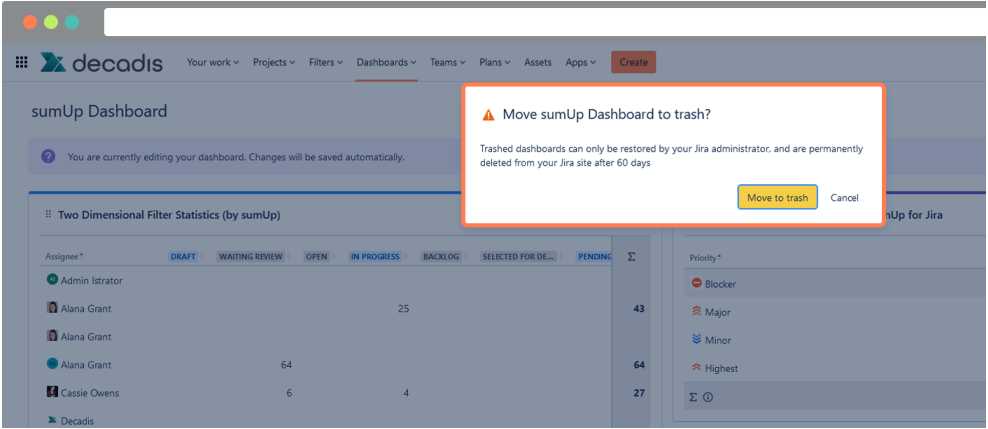 decadis Your work Projects Filters Dashboards Teams Plans Assets Apps Create
sumUp Dashboard
Move sumUp Dashboard to trash?
Trashed dashboards can only be restored by your Jira administrator, and are permanently
deleted from your Jira site after 60 days
Move to trash Cancel
You are currently editing your dashboard. Changes will be saved automatically.
Two Dimensional Filter Statistics (by sumUp)
Assignee DRAFT WAITING REVIEW OPEN IN PROGRESS BACKLOG SELECTED FOR DE... PENDING Σ
Admin Istrator
Alana Grant 25 43
Alana Grant
Alana Grant 64 64
Cassie Owens 6 4 27
Decadis
for Jira
Priority
Blocker
Major
Minor
Highest
Σ